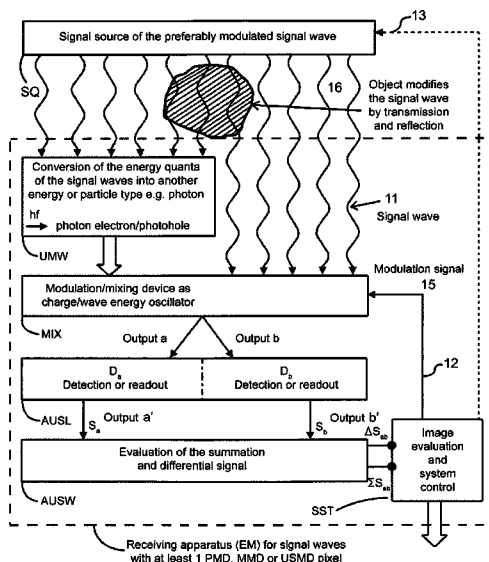 13
Signal source of the preferably modulated signal wave
SQ
16
Object modifies
the signal wave
by transmission
and reflection
Conversion of the energy quanta
of the signal waves into another
energy or particle type e.g. photon
hf
photon electron/photohole
UMW
11
Signal wave
Modulation signal
15
Modulation/mixing device as
charge/wave energy oscillator
MIX
Output a
Output b
12
Da
Detection or readout
Db
Detection or readout
AUSL
Sa
Output a'
Sb
Output b'
ΔSab
Evaluation of the summation
and differential signal
ΣSab
AUSW
Image
evaluation
and
system
control
SST
Receiving apparatus (EM) for signal waves
with at least 1 PMD, MMD or USMD pixel